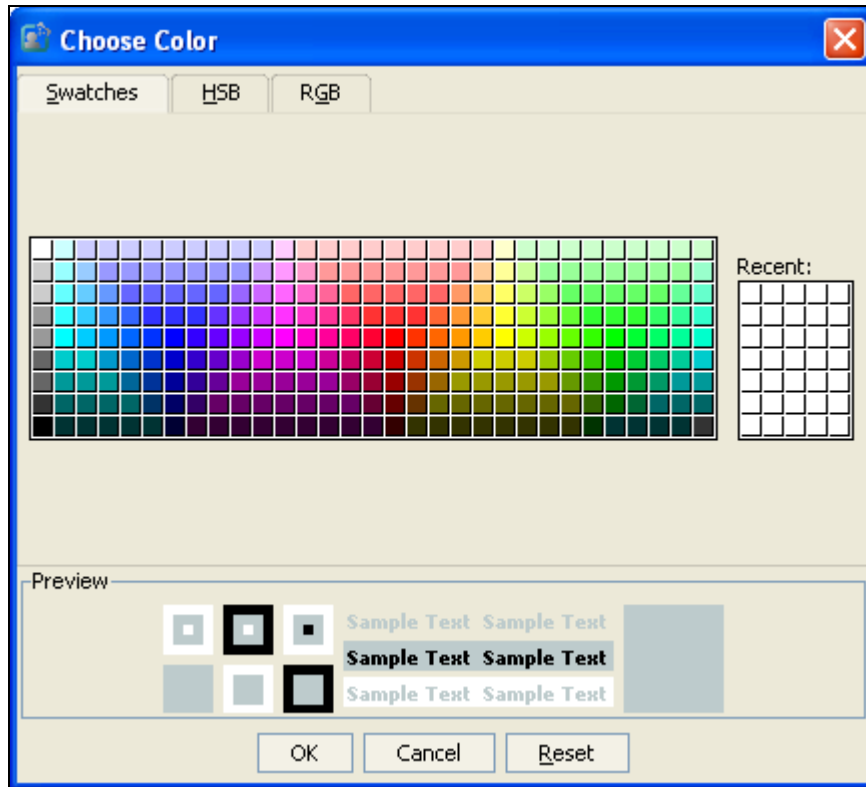 Choose Color
Swatches HSB RGB
Recent:
Preview
Sample Text Sample Text
Sample Text Sample Text
Sample Text Sample Text
OK Cancel Reset